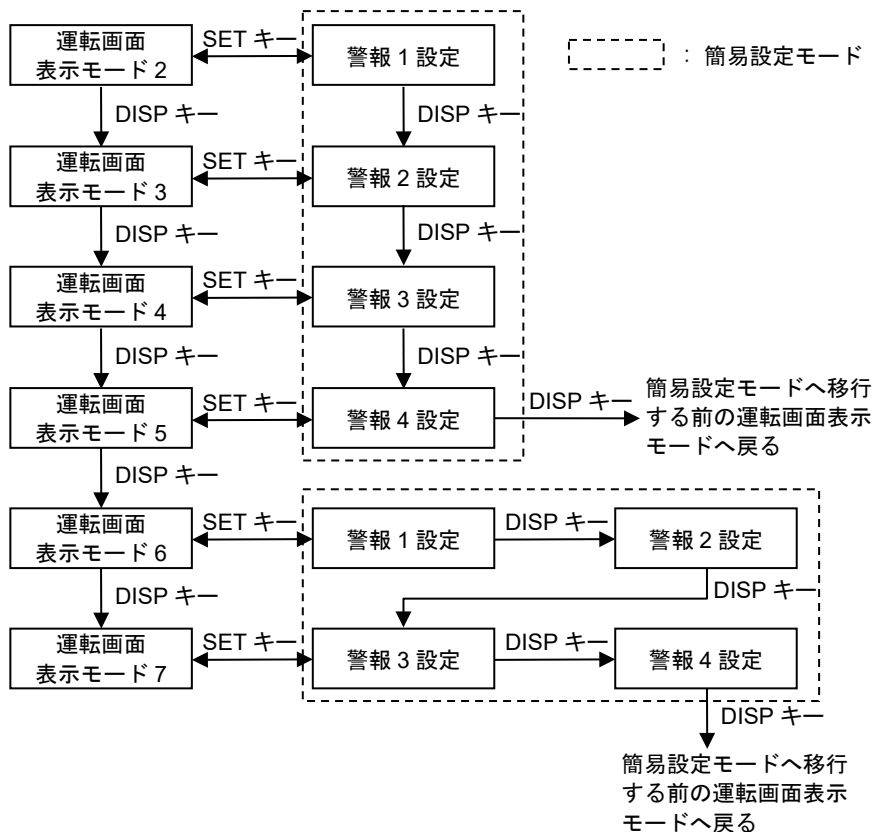 運転画面
表示モード 2
SET キー
警報 1 設定
: 簡易設定モード
DISP キー
DISP キー
運転画面
表示モード 3
SET キー
警報 2 設定
DISP キー
DISP キー
運転画面
表示モード 4
SET キー
警報 3 設定
DISP キー
DISP キー
運転画面
表示モード 5
SET キー
警報 4 設定
DISP キー
簡易設定モードへ移行
する前の運転画面表示
モードへ戻る
DISP キー
運転画面
表示モード 6
SET キー
警報 1 設定
DISP キー
警報 2 設定
DISP キー
DISP キー
運転画面
表示モード 7
SET キー
警報 3 設定
DISP キー
警報 4 設定
DISP キー
簡易設定モードへ移行
する前の運転画面表示
モードへ戻る